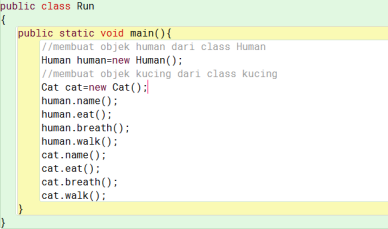 public class Run
{
public static void main(){
//membuat objek human dari class Human
Human human=new Human();
//membuat objek kucing dari class kucing
Cat cat=new Cat();
human.name();
human.eat();
human.breath();
human.walk();
cat.name();
cat.eat();
cat.breath();
cat.walk();
}
}